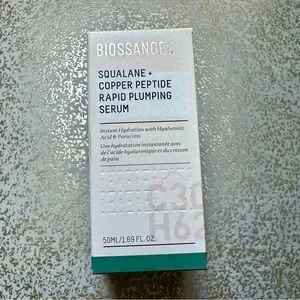 BIOSSANCE
SQUALANE +
COPPER PEPTIDE
RAPID PLUMPING
SERUM
Instant Hydration with Hyaluronic
Acid & Paracress
Une hydratation instantanée avec
de l'acide hyaluronique et du cresson
de para
C30
H62
50ML/1.69 FL. OZ.